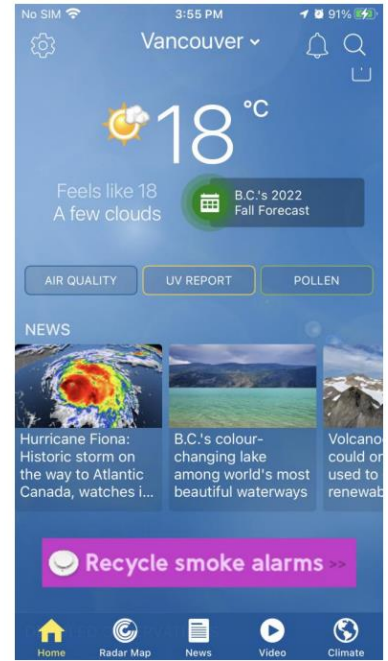 No SIM 3:55 PM 91%
Vancouver
18 °C
Feels like 18
A few clouds
B.C.'s 2022
Fall Forecast
AIR QUALITY UV REPORT POLLEN
NEWS
Hurricane Fiona:
Historic storm on
the way to Atlantic
Canada, watches i...
B.C.'s colour-
changing lake
among world's most
beautiful waterways
Volcano
could or
used to
renewab
Recycle smoke alarms >>
Home Radar Map News Video Climate